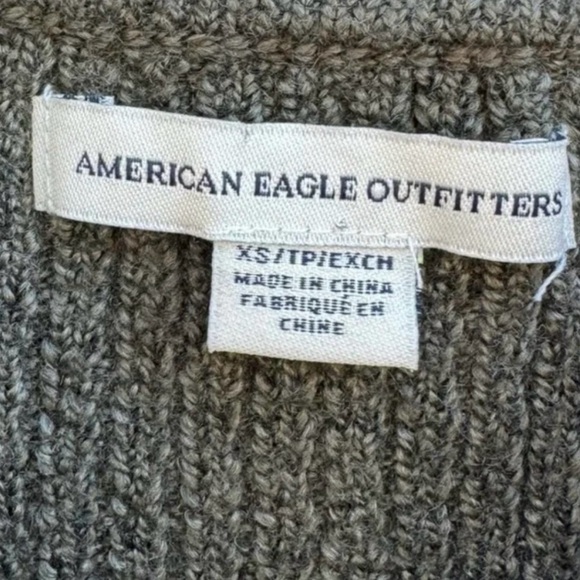 AMERICAN EAGLE OUTFITTERS
XS/TP/EXCH
MADE IN CHINA
FABRIQUÉ EN
CHINE